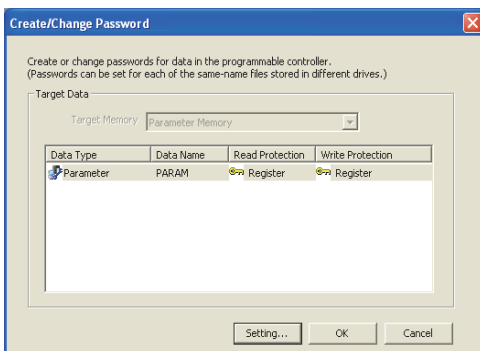 Create/Change Password
Create or change passwords for data in the programmable controller.
(Passwords can be set for each of the same-name files stored in different drives.)
Target Data
Target Memory Parameter Memory
Data Type Data Name Read Protection Write Protection
Parameter PARAM Register Register
Setting... OK Cancel